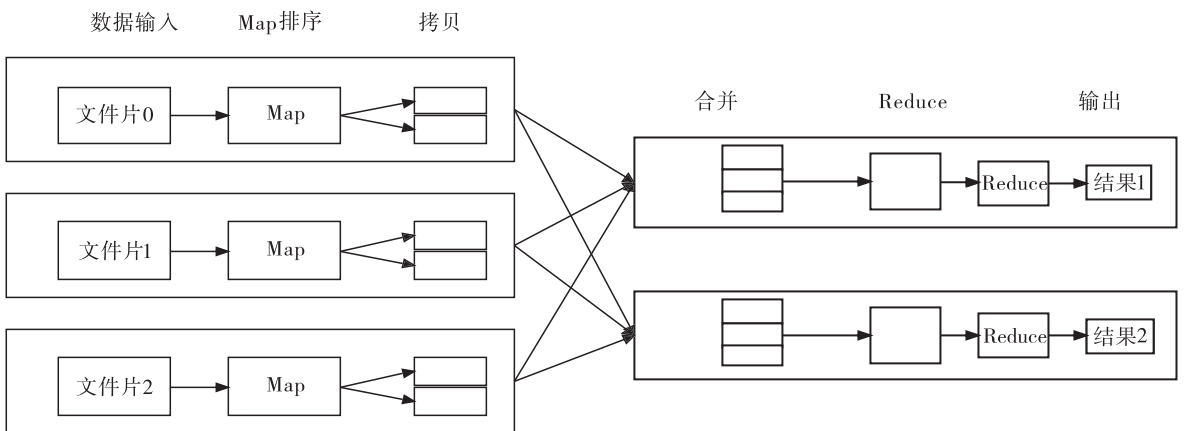 数据输入 Map排序 拷贝
合并 Reduce 输出
文件片0 Map
Reduce 结果1
文件片1 Map
Reduce 结果2
文件片2 Map